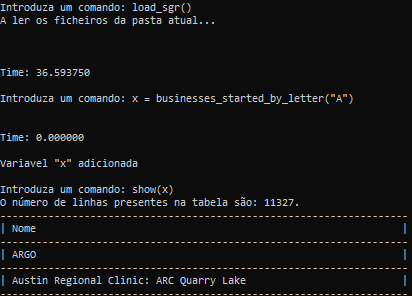 Introduza um comando: load_sgr()
A ler os ficheiros da pasta atual...
Time: 36.593750
Introduza um comando: x = businesses_started_by_letter("A")
Time: 0.000000
Variavel "x" adicionada
Introduza um comando: show(x)
O número de linhas presentes na tabela são: 11327.
--------------------------------------------------------------------
| Nome |
--------------------------------------------------------------------
| ARGO |
--------------------------------------------------------------------
| Austin Regional Clinic: ARC Quarry Lake |
--------------------------------------------------------------------